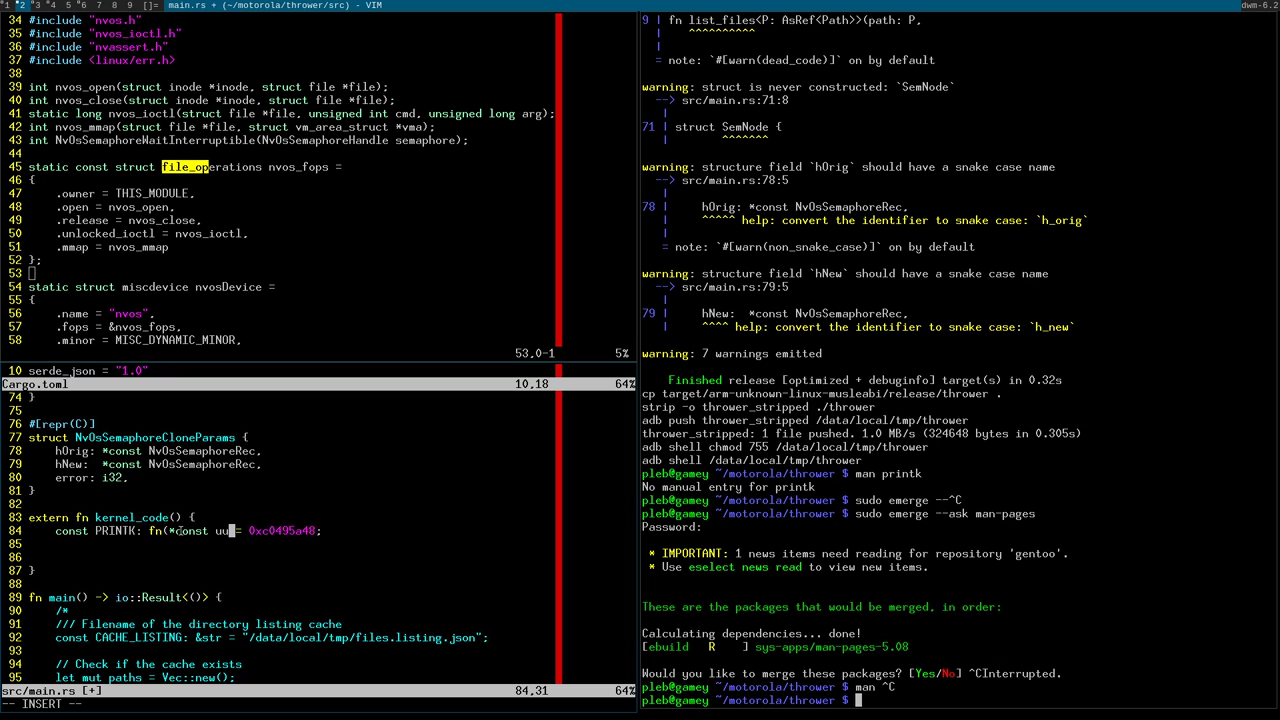 1 2 3 4 5 6 7 8 9 []= main.rs + (~/motorola/thrower/src) - VIM
dwm-6.2
34 #include "nvos.h"
35 #include "nvos_ioctl.h"
36 #include "nvassert.h"
37 #include <linux/err.h>
38
39 int nvos_open(struct inode *inode, struct file *file);
40 int nvos_close(struct inode *inode, struct file *file);
41 static long nvos_ioctl(struct file *file, unsigned int cmd, unsigned long arg);
42 int nvos_mmap(struct file *file, struct vm_area_struct *vma);
43 int NvOsSemaphoreWaitInterruptible(NvOsSemaphoreHandle semaphore);
44
45 static const struct file_operations nvos_fops =
46 {
47     .owner = THIS_MODULE,
48     .open = nvos_open,
49     .release = nvos_close,
50     .unlocked_ioctl = nvos_ioctl,
51     .mmap = nvos_mmap
52 };
53
54 static struct miscdevice nvosDevice =
55 {
56     .name = "nvos",
57     .fops = &nvos_fops,
58     .minor = MISC_DYNAMIC_MINOR,
53,0-1 5%
10 serde_json = "1.0"
Cargo.toml 10,18 64%
74 }
75
76 #[repr(C)]
77 struct NvOsSemaphoreCloneParams {
78     hOrig: *const NvOsSemaphoreRec,
79     hNew:  *const NvOsSemaphoreRec,
80     error: i32,
81 }
82
83 extern fn kernel_code() {
84     const PRINTK: fn(*const uu = 0xc0495a48;
85
86
87 }
88
89 fn main() -> io::Result<()> {
90     /*
91     /// Filename of the directory listing cache
92     const CACHE_LISTING: &str = "/data/local/tmp/files.listing.json";
93
94     // Check if the cache exists
95     let mut paths = Vec::new();
src/main.rs [+] 84,31 64%
-- INSERT --
9 | fn list_files<P: AsRef<Path>>(path: P,
  |    ^^^^^^^^^^
  |
  = note: `#[warn(dead_code)]` on by default
warning: struct is never constructed: `SemNode`
  --> src/main.rs:71:8
   |
71 | struct SemNode {
   |        ^^^^^^^
warning: structure field `hOrig` should have a snake case name
  --> src/main.rs:78:5
   |
78 |     hOrig: *const NvOsSemaphoreRec,
   |     ^^^^^ help: convert the identifier to snake case: `h_orig`
   |
   = note: `#[warn(non_snake_case)]` on by default
warning: structure field `hNew` should have a snake case name
  --> src/main.rs:79:5
   |
79 |     hNew:  *const NvOsSemaphoreRec,
   |     ^^^^ help: convert the identifier to snake case: `h_new`
warning: 7 warnings emitted
    Finished release [optimized + debuginfo] target(s) in 0.32s
cp target/arm-unknown-linux-musleabi/release/thrower .
strip -o thrower_stripped ./thrower
adb push thrower_stripped /data/local/tmp/thrower
thrower_stripped: 1 file pushed. 1.0 MB/s (324648 bytes in 0.305s)
adb shell chmod 755 /data/local/tmp/thrower
adb shell /data/local/tmp/thrower
pleb@gamey ~/motorola/thrower $ man printk
No manual entry for printk
pleb@gamey ~/motorola/thrower $ sudo emerge --^C
pleb@gamey ~/motorola/thrower $ sudo emerge --ask man-pages
Password:
 * IMPORTANT: 1 news items need reading for repository 'gentoo'.
 * Use eselect news read to view new items.
These are the packages that would be merged, in order:
Calculating dependencies... done!
[ebuild   R    ] sys-apps/man-pages-5.08
Would you like to merge these packages? [Yes/No] ^CInterrupted.
pleb@gamey ~/motorola/thrower $ man ^C
pleb@gamey ~/motorola/thrower $